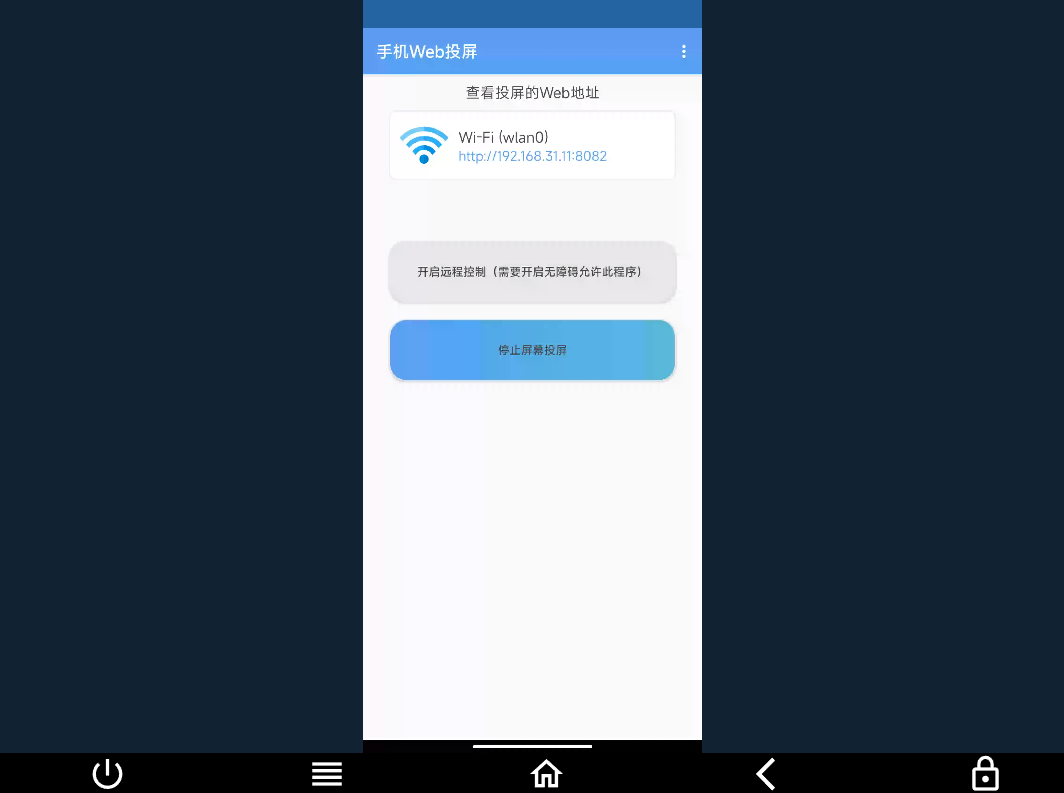 手机Web投屏
查看投屏的Web地址
Wi-Fi (wlan0)
http://192.168.31.11:8082
开启远程控制（需要开启无障碍允许此程序）
停止屏幕投屏